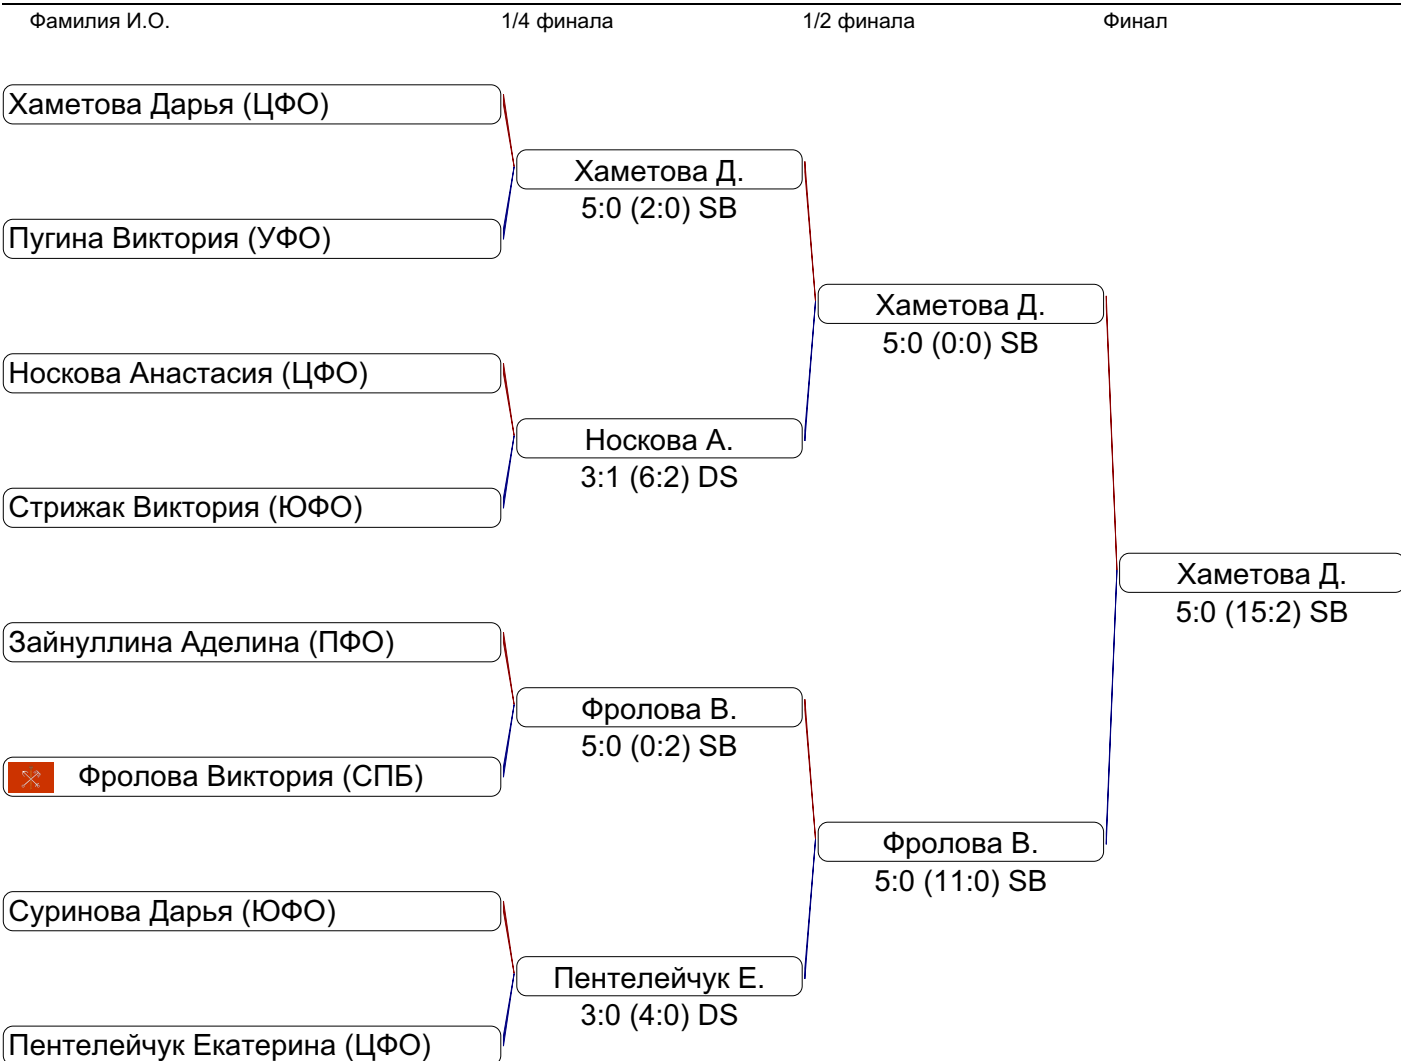 Фамилия И.О. 1/4 финала 1/2 финала Финал
Хаметова Дарья (ЦФО)
Хаметова Д.
5:0 (2:0) SB
Пугина Виктория (УФО)
Хаметова Д.
5:0 (0:0) SB
Носкова Анастасия (ЦФО)
Носкова А.
3:1 (6:2) DS
Стрижак Виктория (ЮФО)
Хаметова Д.
5:0 (15:2) SB
Зайнуллина Аделина (ПФО)
Фролова В.
5:0 (0:2) SB
Фролова Виктория (СПБ)
Фролова В.
5:0 (11:0) SB
Суринова Дарья (ЮФО)
Пентелейчук Е.
3:0 (4:0) DS
Пентелейчук Екатерина (ЦФО)